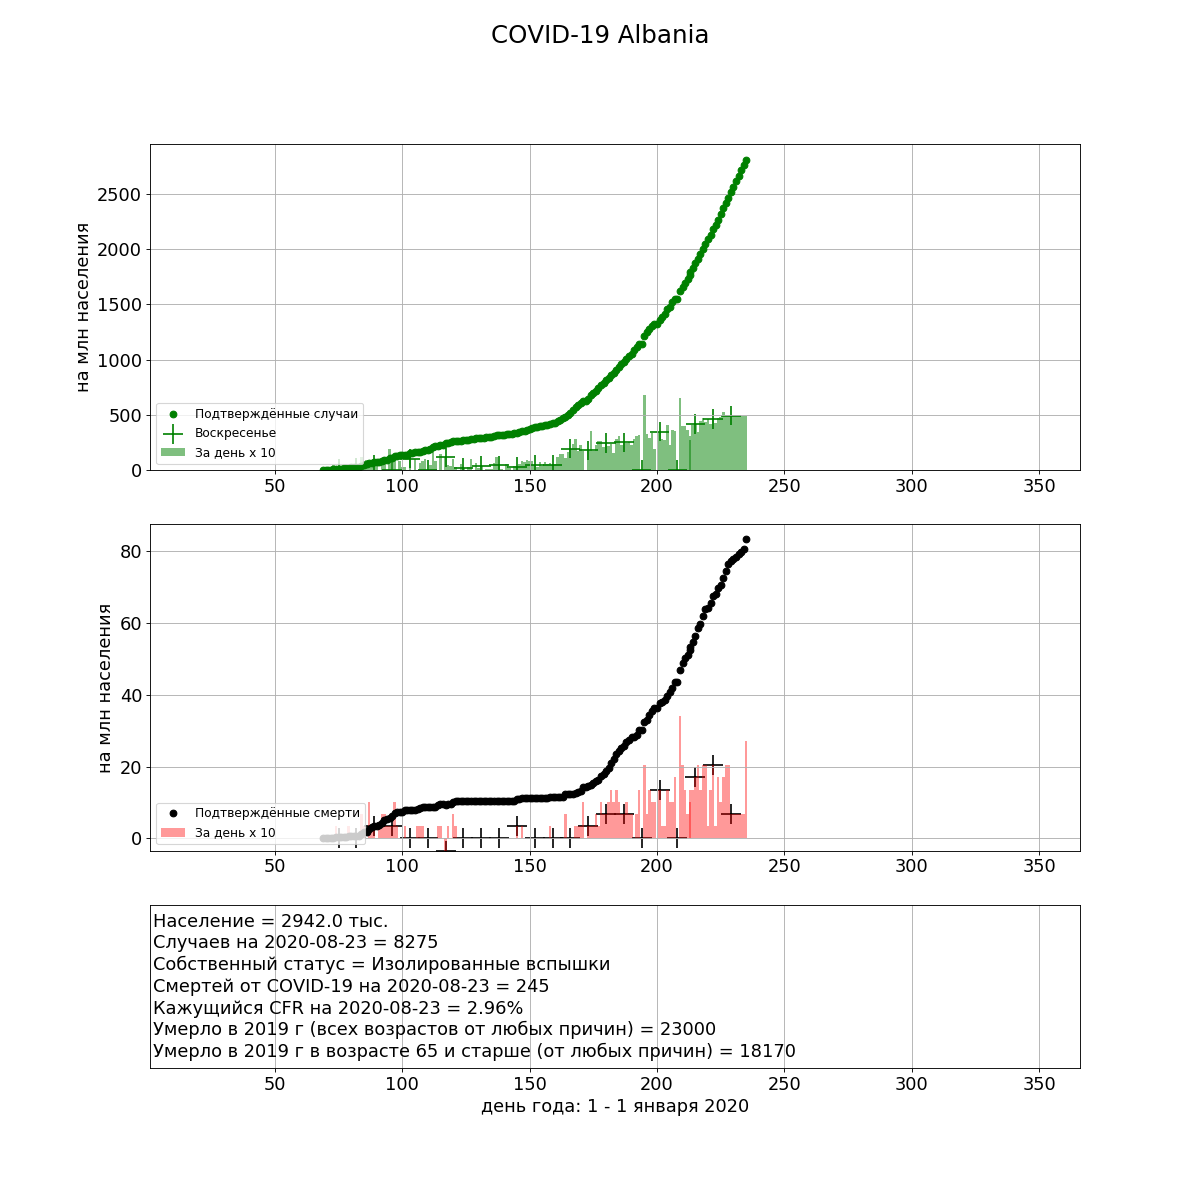 COVID-19 Albania
на млн населения
2500
2000
1500
1000
500
0
Подтверждённые случаи
Воскресенье
За день x 10
50 100 150 200 250 300 350
на млн населения
80
60
40
20
0
Подтверждённые смерти
За день x 10
50 100 150 200 250 300 350
Население = 2942.0 тыс.
Случаев на 2020-08-23 = 8275
Собственный статус = Изолированные вспышки
Смертей от COVID-19 на 2020-08-23 = 245
Кажущийся CFR на 2020-08-23 = 2.96%
Умерло в 2019 г (всех возрастов от любых причин) = 23000
Умерло в 2019 г в возрасте 65 и старше (от любых причин) = 18170
50 100 150 200 250 300 350
день года: 1 - 1 января 2020